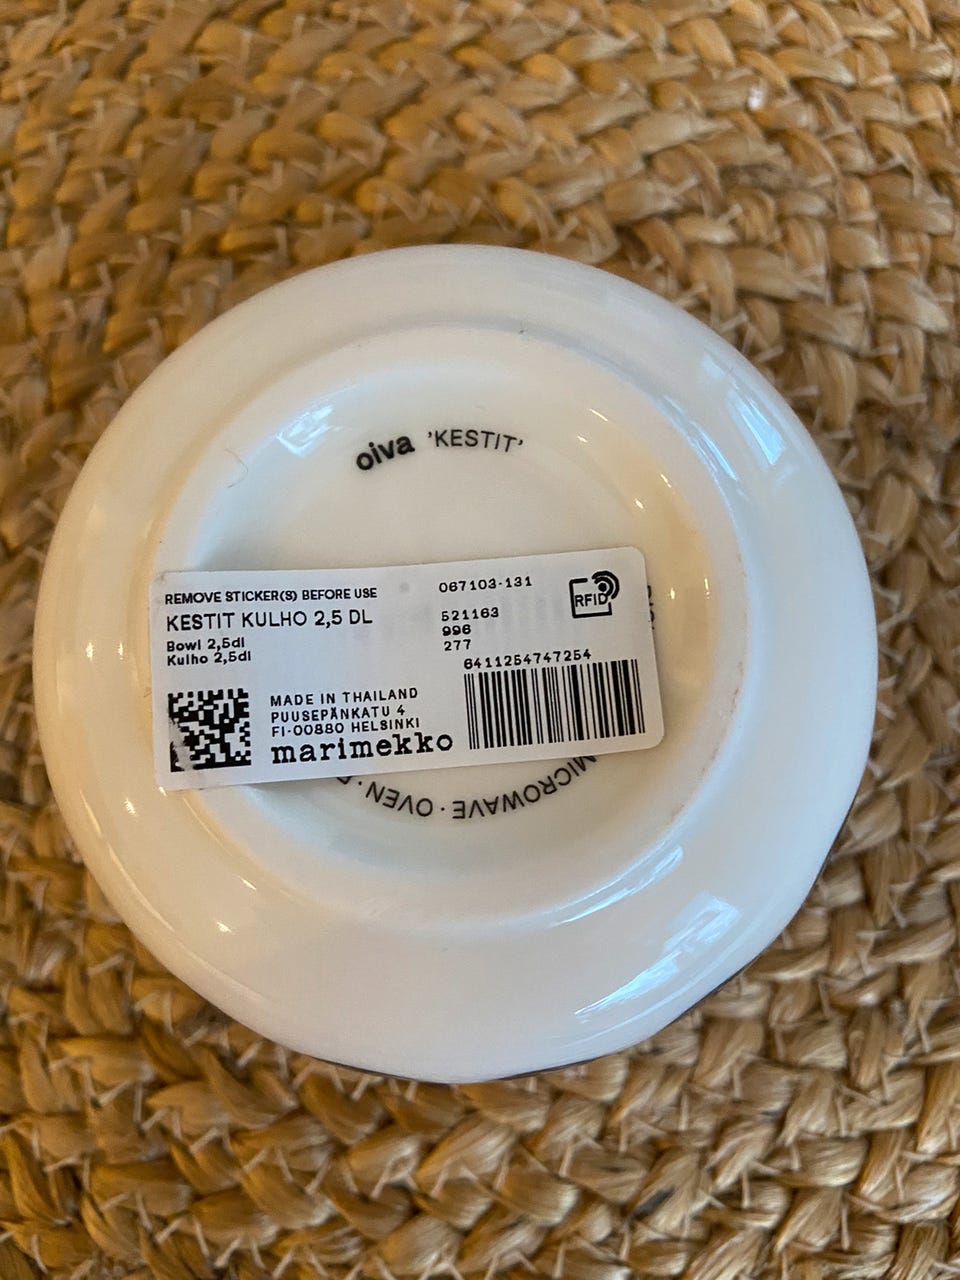 oiva 'KESTIT'
REMOVE STICKER(S) BEFORE USE
KESTIT KULHO 2,5 DL
Bowl 2,5dl
Kulho 2,5dl
067103-131
521163
996
277
RFID
6411254747254
MADE IN THAILAND
PUUSEPÄNKATU 4
FI-00880 HELSINKI
marimekko
MICROWAVE · OVEN ·